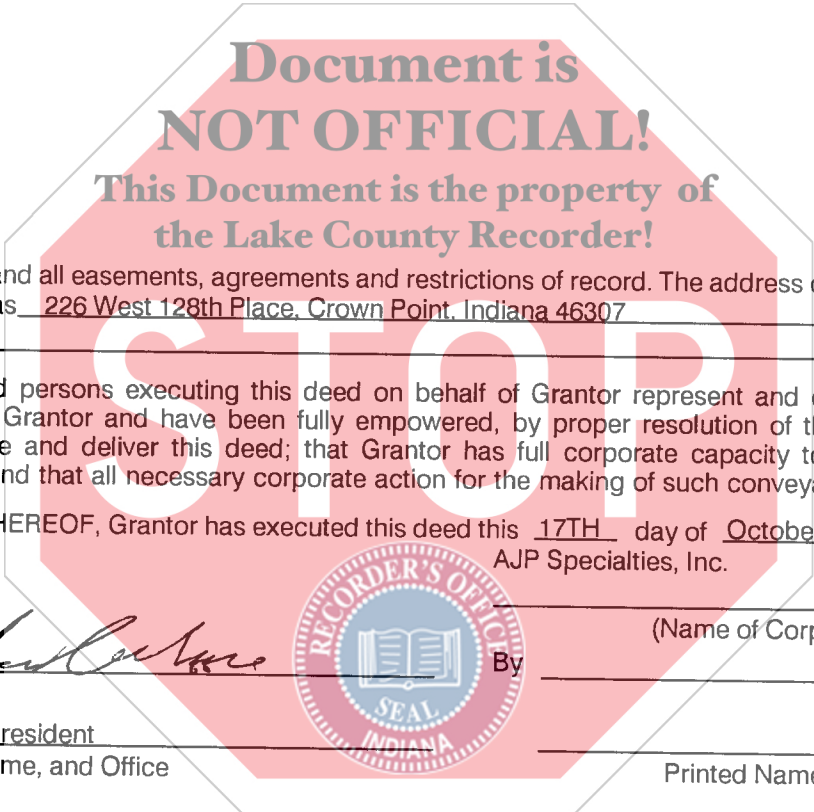 Document is
NOT OFFICIAL!
This Document is the property of
the Lake County Recorder!
nd all easements, agreements and restrictions of record. The address
as 226 West 128th Place, Crown Point, Indiana 46307
STOP
d persons executing this deed on behalf of Grantor represent and
Grantor and have been fully empowered, by proper resolution of th
e and deliver this deed; that Grantor has full corporate capacity to
nd that all necessary corporate action for the making of such convey
HEREOF, Grantor has executed this deed this 17TH day of Octobe
AJP Specialties, Inc.
RECORDER'S OFFICE
(Name of Corp
By
SEAL
INDIANA
resident
me, and Office
Printed Name